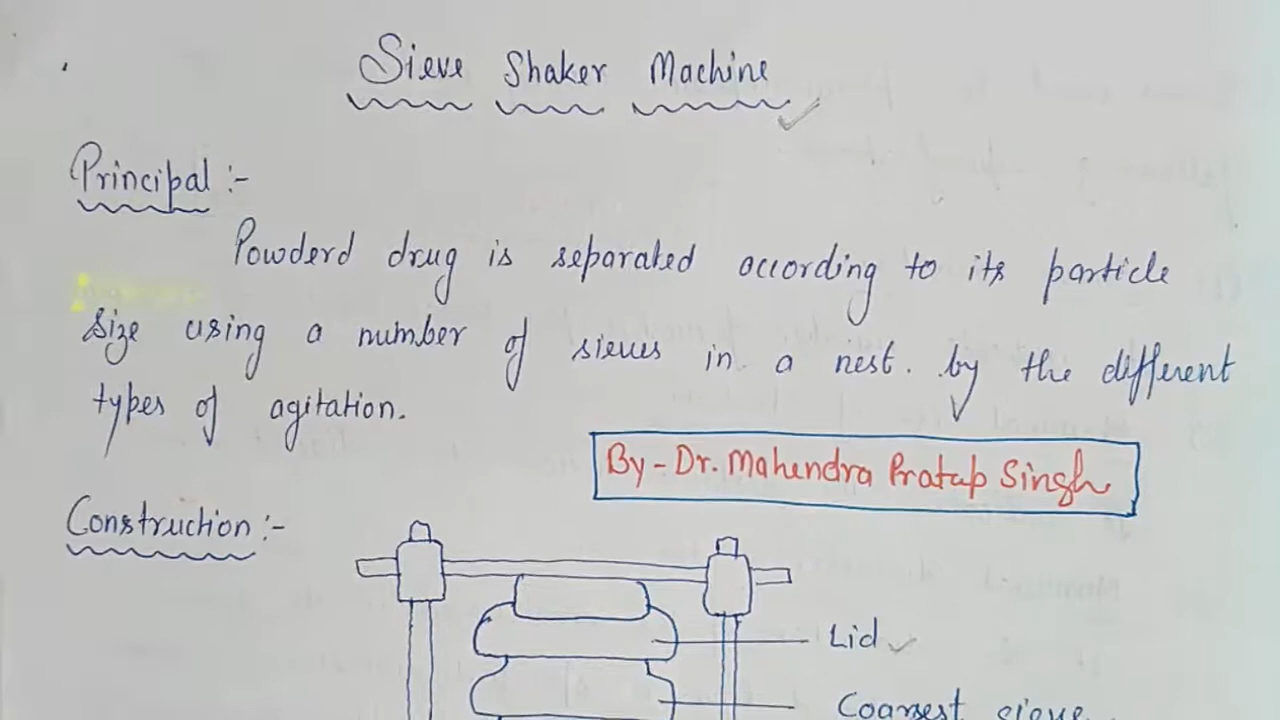 Sieve Shaker Machine
Principal :-
Powderd drug is separated according to its particle
size using a number of sieves in a nest. by the different
types of agitation.
By - Dr. Mahendra Pratap Singh
Construction :-
Lid
Coarsest sieve